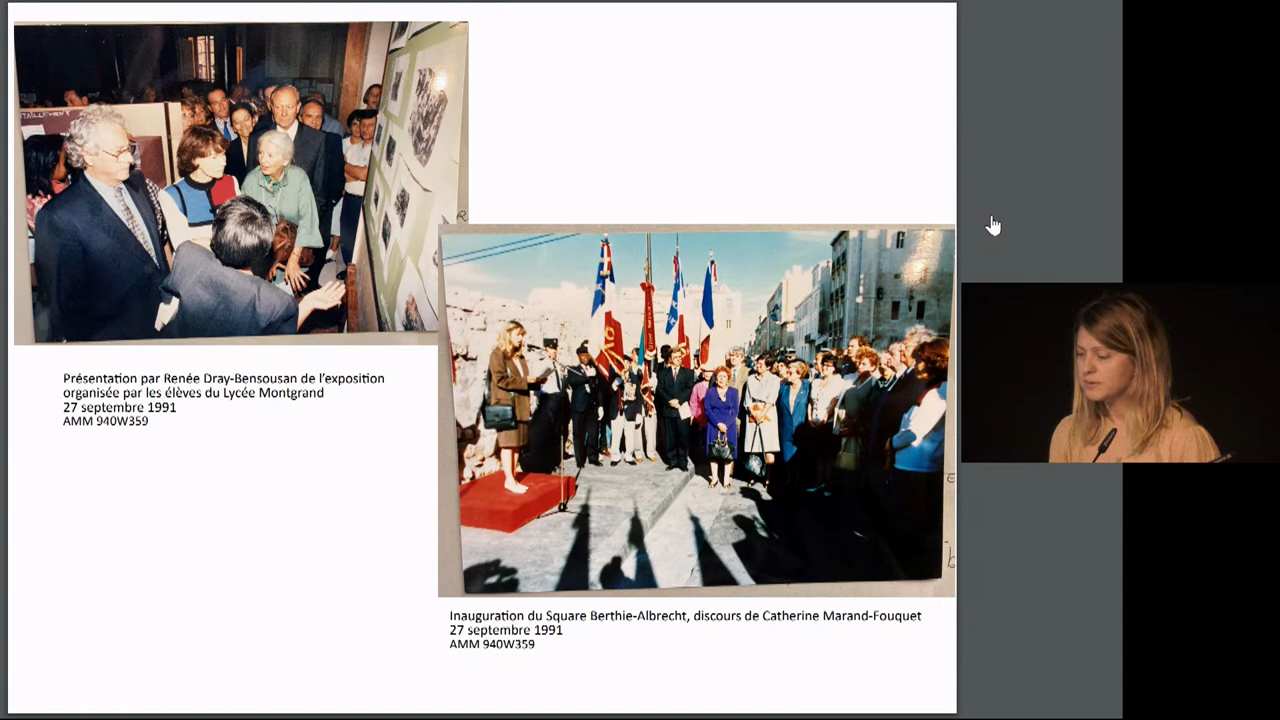 Présentation par Renée Dray-Bensousan de l'exposition
organisée par les élèves du Lycée Montgrand
27 septembre 1991
AMM 940W359
Inauguration du Square Berthie-Albrecht, discours de Catherine Marand-Fouquet
27 septembre 1991
AMM 940W359